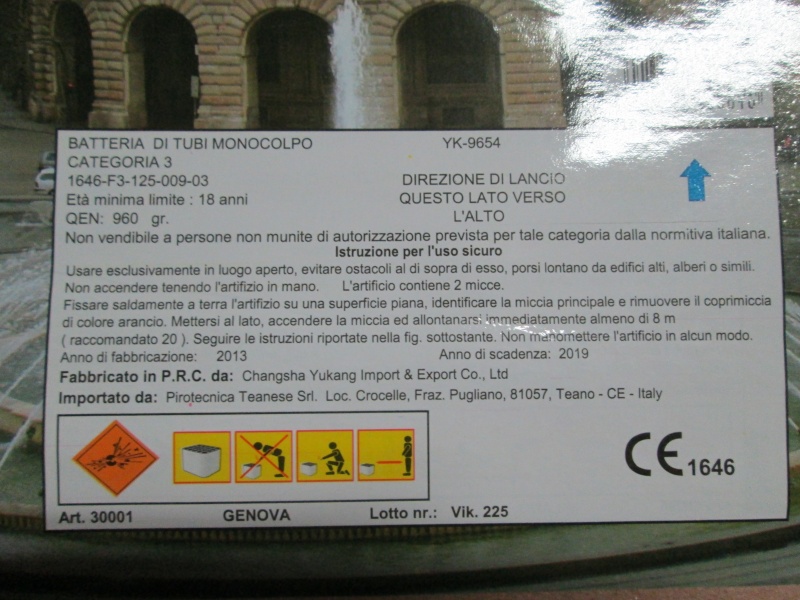 BATTERIA DI TUBI MONOCOLPO YK-9654
CATEGORIA 3
1646-F3-125-009-03 DIREZIONE DI LANCIO
Età minima limite : 18 anni QUESTO LATO VERSO
QEN: 960 gr. L'ALTO
Non vendibile a persone non munite di autorizzazione prevista per tale categoria dalla normitiva italiana.
Istruzione per l'uso sicuro
Usare esclusivamente in luogo aperto, evitare ostacoli al di sopra di esso, porsi lontano da edifici alti, alberi o simili.
Non accendere tenendo l'artifizio in mano. L'artificio contiene 2 micce.
Fissare saldamente a terra l'artifizio su una superficie piana, identificare la miccia principale e rimuovere il coprimiccia
di colore arancio. Mettersi al lato, accendere la miccia ed allontanarsi immediatamente almeno di 8 m
( raccomandato 20 ). Seguire le istruzioni riportate nella fig. sottostante. Non manomettere l'artificio in alcun modo.
Anno di fabbricazione: 2013 Anno di scadenza: 2019
Fabbricato in P.R.C. da: Changsha Yukang Import & Export Co., Ltd
Importato da: Pirotecnica Teanese Srl. Loc. Crocelle, Fraz. Pugliano, 81057, Teano - CE - Italy
CE 1646
Art. 30001 GENOVA Lotto nr.: Vik. 225